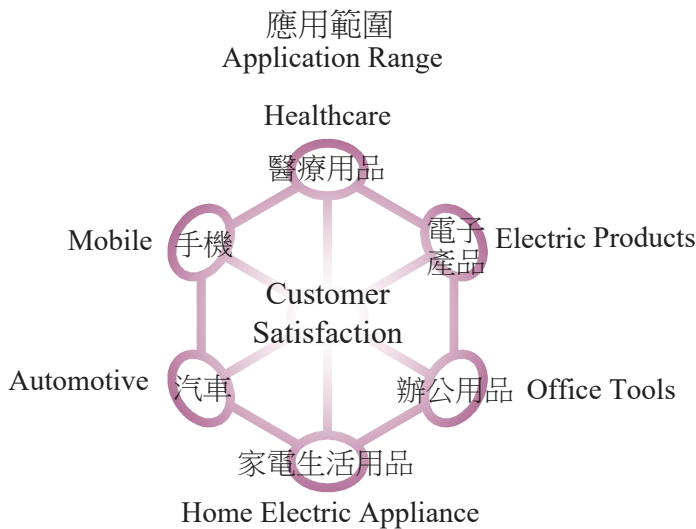 應用範圍
Application Range
Healthcare
醫療用品
Mobile
手機
電子
產品
Electric Products
Customer
Satisfaction
Automotive
汽車
辦公用品
Office Tools
家電生活用品
Home Electric Appliance